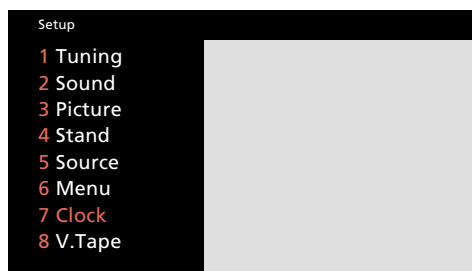 Setup
1 Tuning
2 Sound
3 Picture
4 Stand
5 Source
6 Menu
7 Clock
8 V.Tape